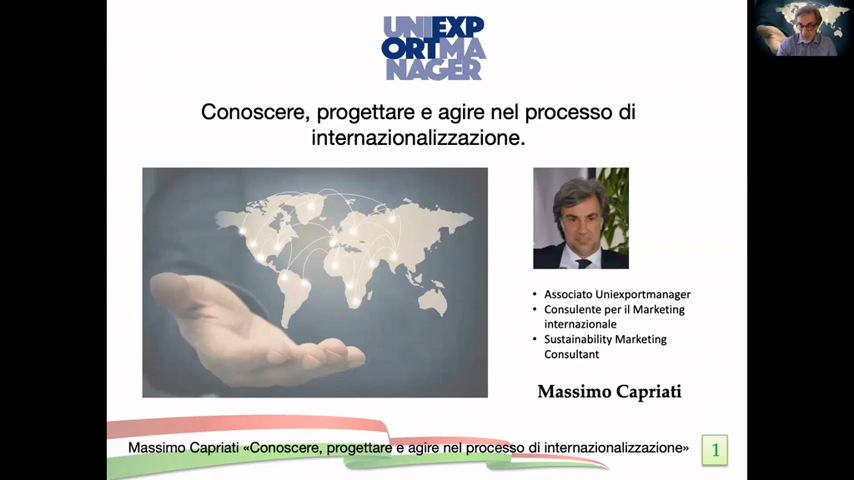 UNIEXP
ORTMA
NAGER
Conoscere, progettare e agire nel processo di
internazionalizzazione.
• Associato Uniexportmanager
• Consulente per il Marketing
internazionale
• Sustainability Marketing
Consultant
Massimo Capriati
Massimo Capriati «Conoscere, progettare e agire nel processo di internazionalizzazione»
1